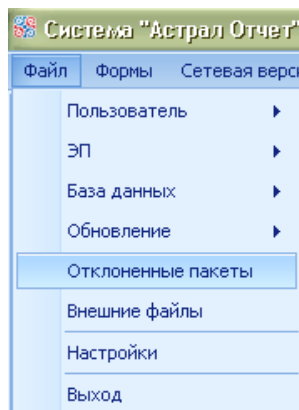 Система "Астрал Отчет"
Файл Формы Сетевая верс
Пользователь
ЭП
База данных
Обновление
Отклоненные пакеты
Внешние файлы
Настройки
Выход